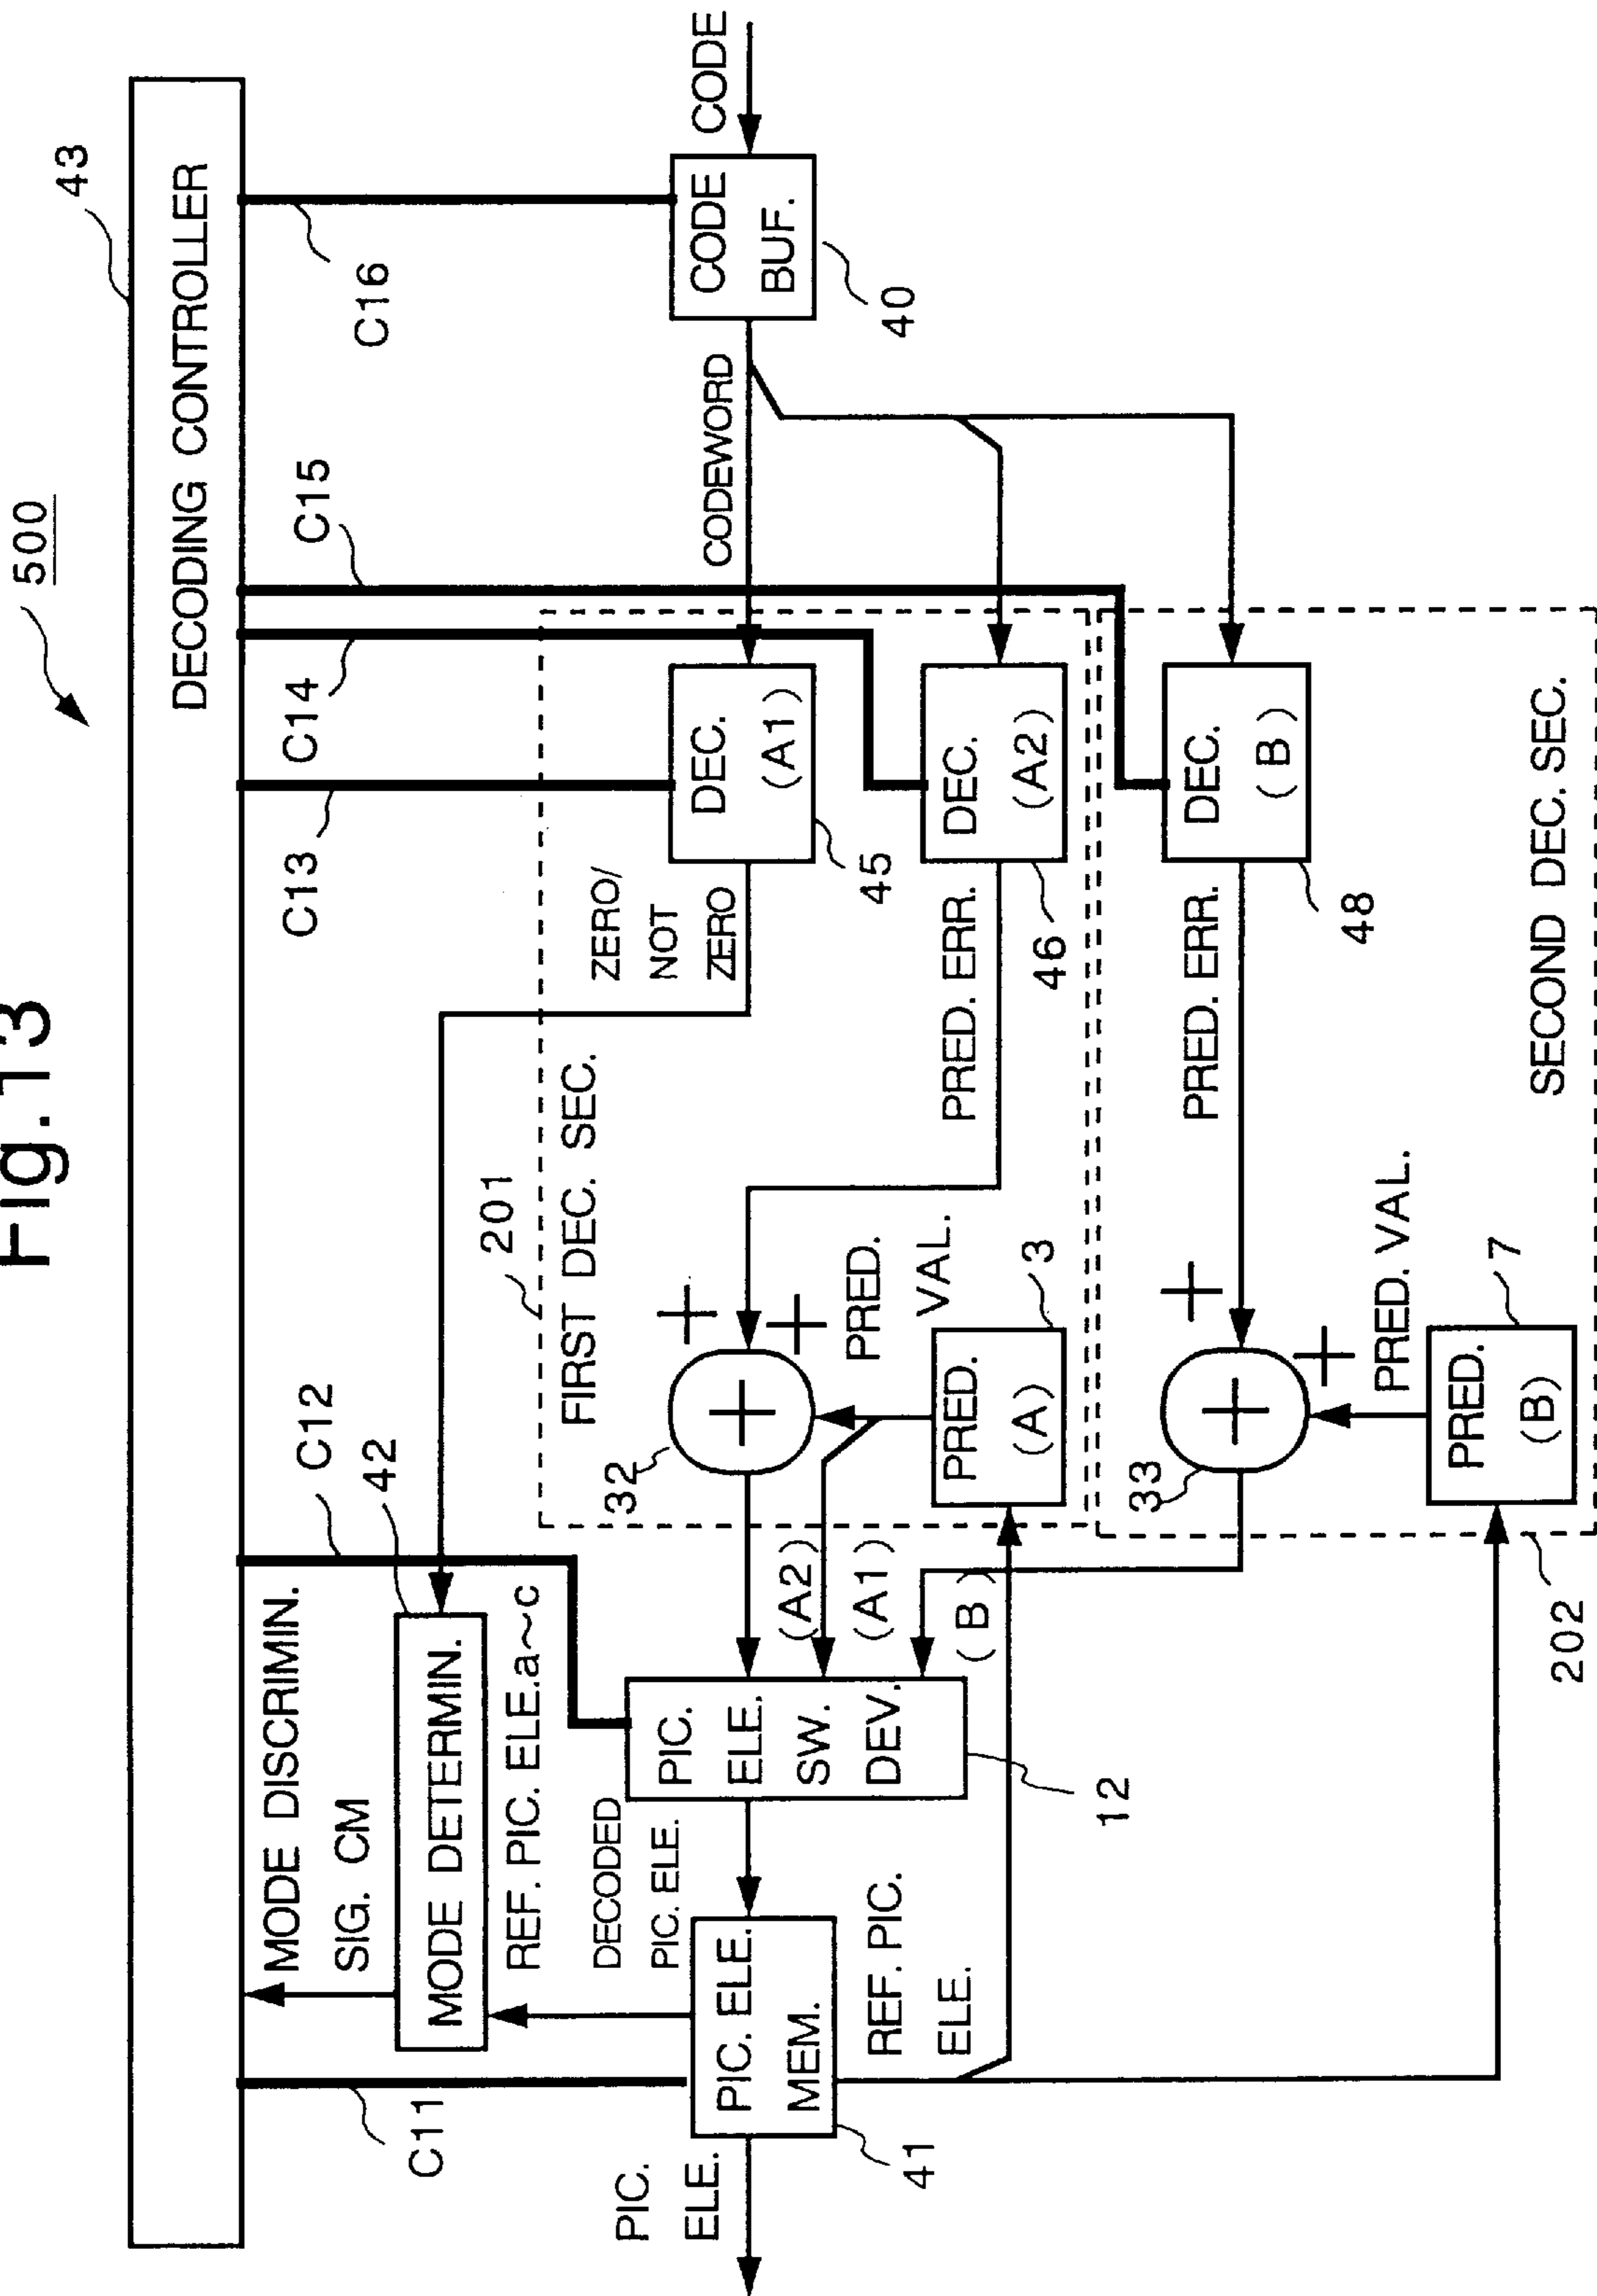 Fig.13
500
43
DECODING CONTROLLER
C11
MODE DISCRIMIN.
SIG. CM
C12
C13
C14
C15
C16
MODE DETERMIN.
42
REF. PIC. ELE.a~c
PIC.
ELE.
PIC. ELE.
MEM.
41
DECODED
PIC. ELE.
REF. PIC.
ELE.
PIC.
ELE.
SW.
DEV.
12
(A2)
(A1)
(B)
201
FIRST DEC. SEC.
32
+
+
+
PRED.
VAL.
PRED.
(A)
3
ZERO/
NOT
ZERO
DEC.
(A1)
45
PRED. ERR.
DEC.
(A2)
46
CODEWORD
CODE
BUF.
40
CODE
202
SECOND DEC. SEC.
33
+
+
+
PRED. VAL.
PRED.
(B)
7
PRED. ERR.
DEC.
(B)
48